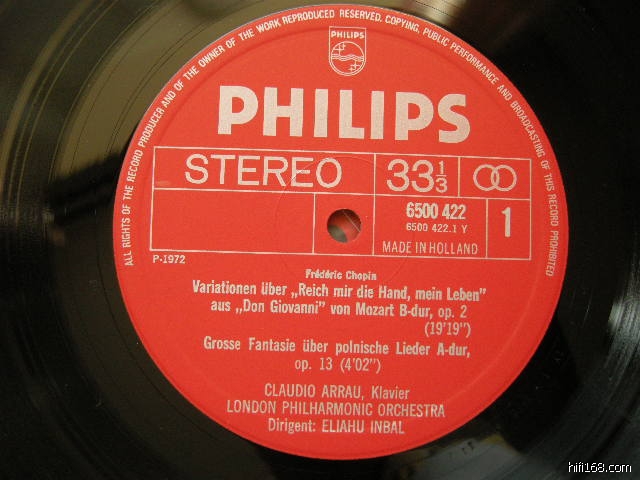 ALL RIGHTS OF THE RECORD PRODUCER AND OF THE OWNER OF THE WORK REPRODUCED RESERVED. COPYING, PUBLIC PERFORMANCE AND BROADCASTING OF THIS RECORD PROHIBITED
PHILIPS
PHILIPS
STEREO 33 1/3
6500 422 1
6500 422.1 Y
MADE IN HOLLAND
P-1972
Frédéric Chopin
Variationen über „Reich mir die Hand, mein Leben”
aus „Don Giovanni” von Mozart B-dur, op. 2
(19'19")
Grosse Fantasie über polnische Lieder A-dur,
op. 13 (4'02")
CLAUDIO ARRAU, Klavier
LONDON PHILHARMONIC ORCHESTRA
Dirigent: ELIAHU INBAL
hifi168.com